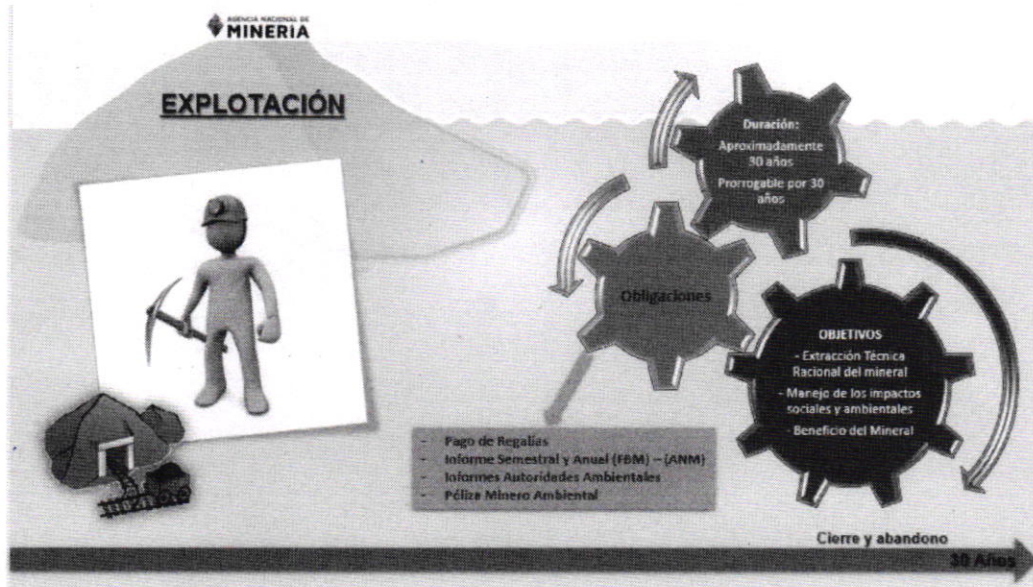 AGENCIA NACIONAL DE
MINERÍA
EXPLOTACIÓN
Duración:
Aproximadamente
30 años
Prorrogable por 30
años
Obligaciones
OBJETIVOS
- Extracción Técnica
Racional del mineral
- Manejo de los impactos
sociales y ambientales
- Beneficio del Mineral
- Pago de Regalías
- Informe Semestral y Anual (FBM) – (ANM)
- Informes Autoridades Ambientales
- Póliza Minero Ambiental
Cierre y abandono
30 Años